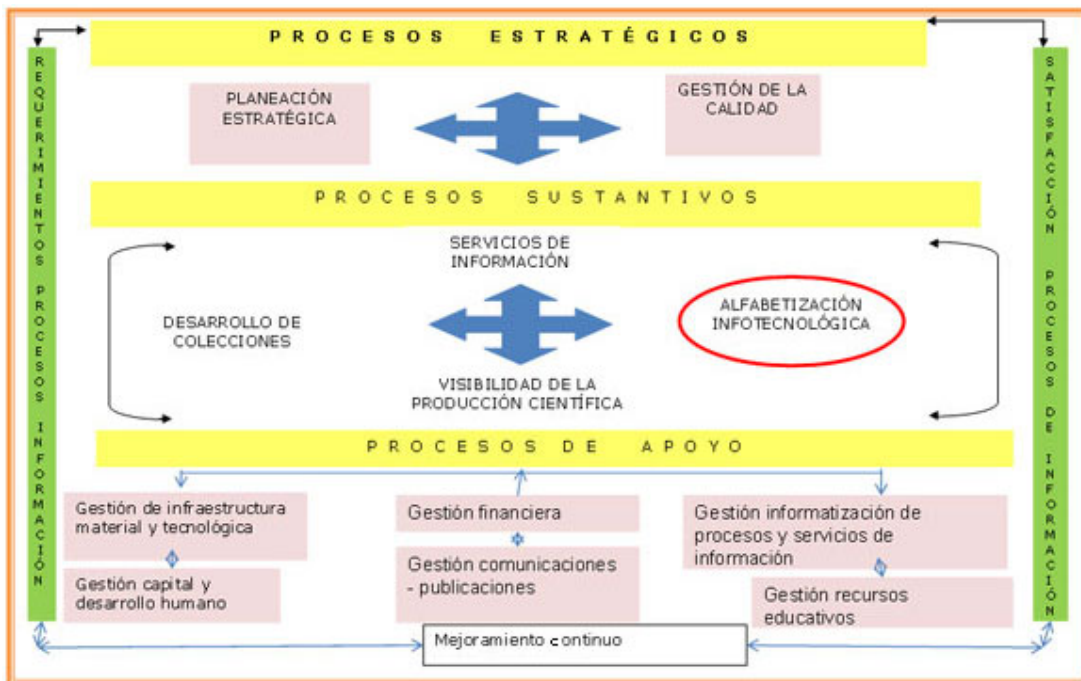 PROCESOS ESTRATÉGICOS
REQUERIMIENTOS PROCESOS INFORMACIÓN
SATISFACCIÓN PROCESOS DE INFORMACIÓN
PLANEACIÓN
ESTRATÉGICA
GESTIÓN DE LA
CALIDAD
PROCESOS SUSTANTIVOS
SERVICIOS DE
INFORMACIÓN
DESARROLLO DE
COLECCIONES
ALFABETIZACIÓN
INFOTECNOLÓGICA
VISIBILIDAD DE LA
PRODUCCIÓN CIENTÍFICA
PROCESOS DE APOYO
Gestión de infraestructura
material y tecnológica
Gestión capital y
desarrollo humano
Gestión financiera
Gestión comunicaciones
- publicaciones
Gestión informatización de
procesos y servicios de
información
Gestión recursos
educativos
Mejoramiento continuo